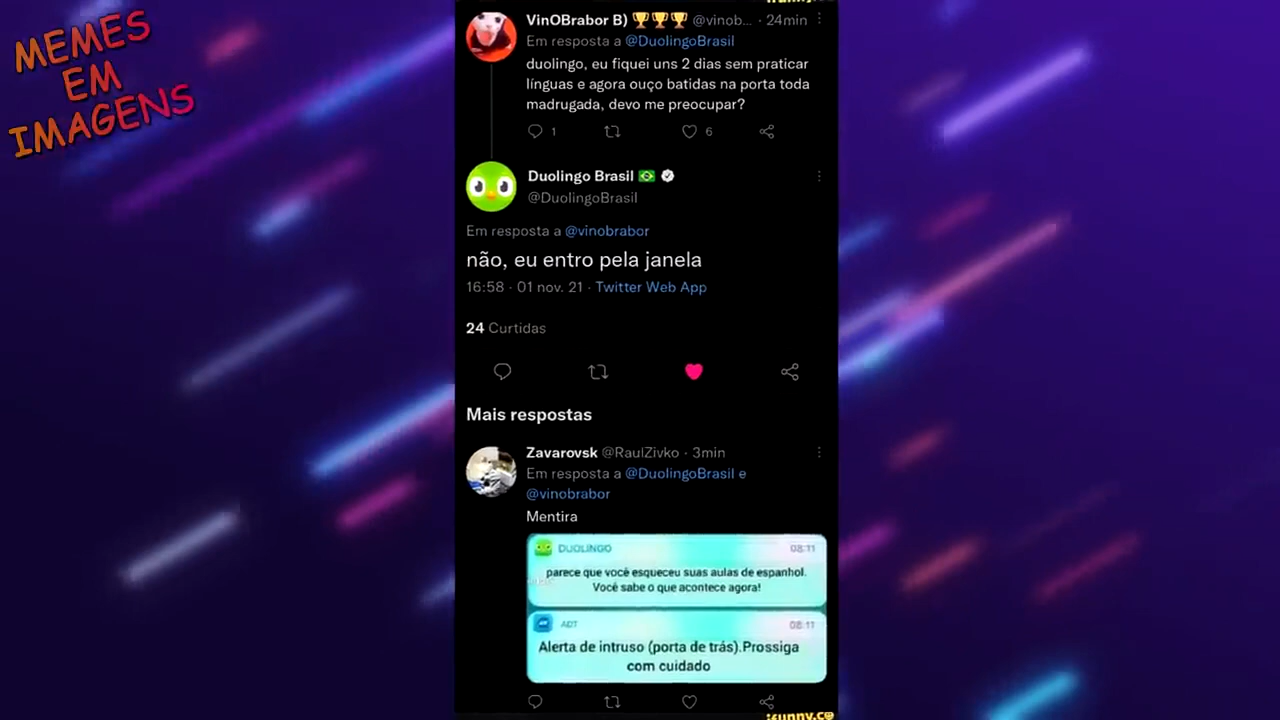 MEMES
EM
IMAGENS
VinOBrabor B) 🏆🏆🏆 @vinob... · 24min
Em resposta a @DuolingoBrasil
duolingo, eu fiquei uns 2 dias sem praticar
línguas e agora ouço batidas na porta toda
madrugada, devo me preocupar?
1 6
Duolingo Brasil 🇧🇷
@DuolingoBrasil
Em resposta a @vinobrabor
não, eu entro pela janela
16:58 · 01 nov. 21 · Twitter Web App
24 Curtidas
Mais respostas
Zavarovsk @RaulZivko · 3min
Em resposta a @DuolingoBrasil e
@vinobrabor
Mentira
DUOLINGO 08:11
parece que você esqueceu suas aulas de espanhol.
Você sabe o que acontece agora!
ADT 08:11
Alerta de intruso (porta de trás).Prossiga
com cuidado